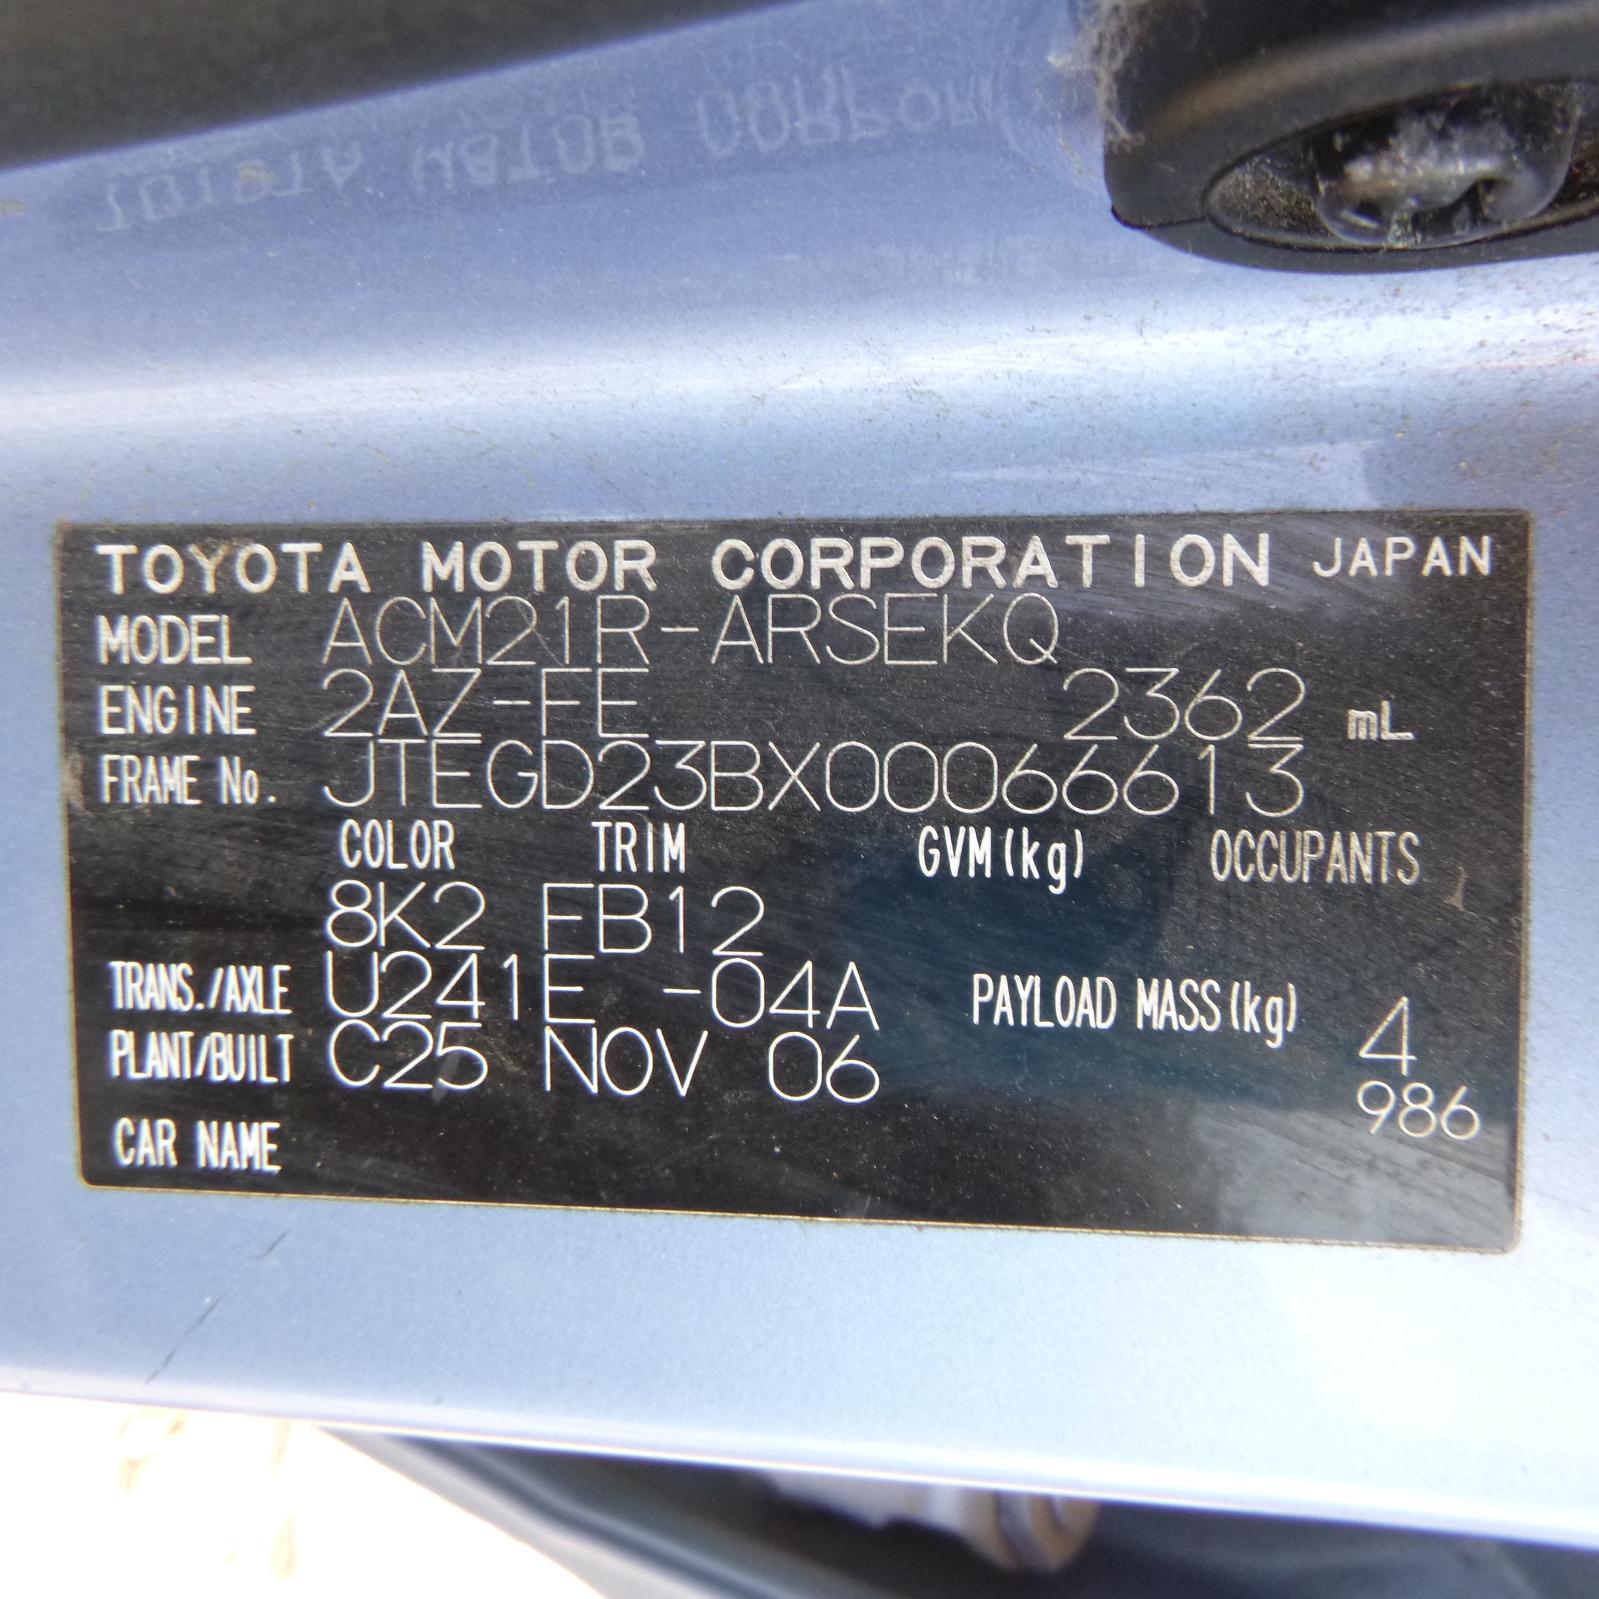 TOYOTA MOTOR CORPORATION JAPAN
MODEL ACM21R-ARSEKQ
ENGINE 2AZ-FE 2362 mL
FRAME No. JTEGD23BX00066613
COLOR TRIM GVM(kg) OCCUPANTS
8K2 FB12
TRANS./AXLE U241E -04A PAYLOAD MASS(kg) 4
PLANT/BUILT C25 NOV 06 986
CAR NAME